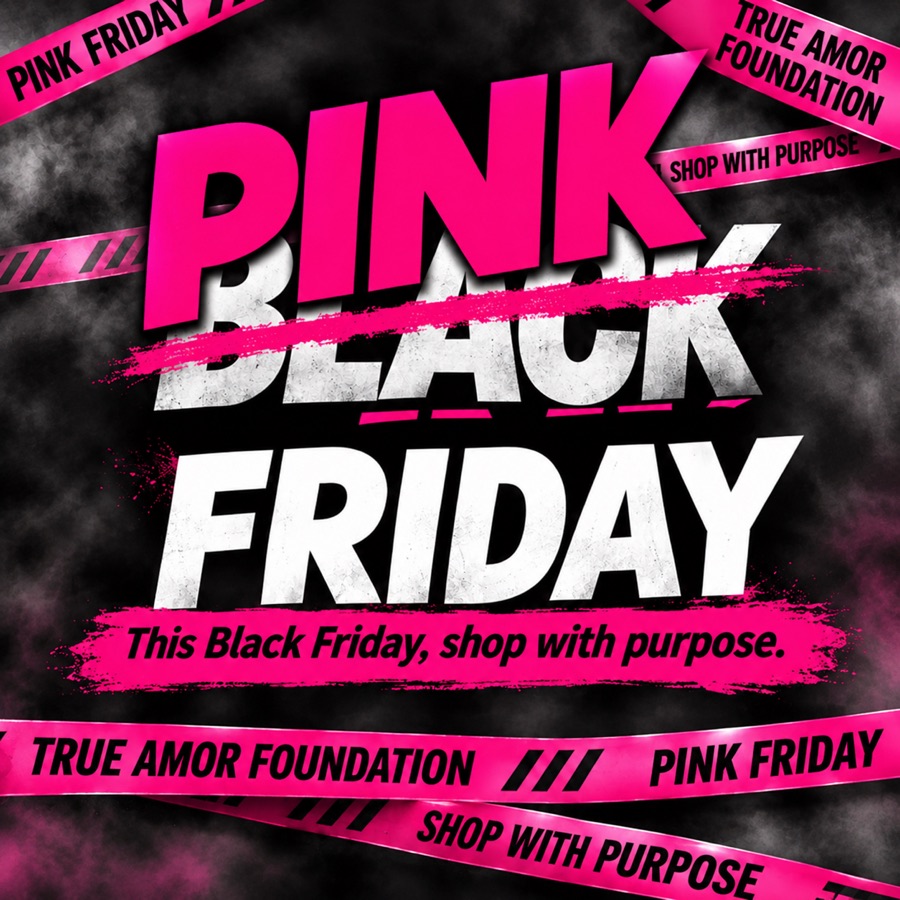 PINK FRIDAY
TRUE AMOR
FOUNDATION
SHOP WITH PURPOSE
PINK
BLACK
FRIDAY
This Black Friday, shop with purpose.
TRUE AMOR FOUNDATION
PINK FRIDAY
SHOP WITH PURPOSE